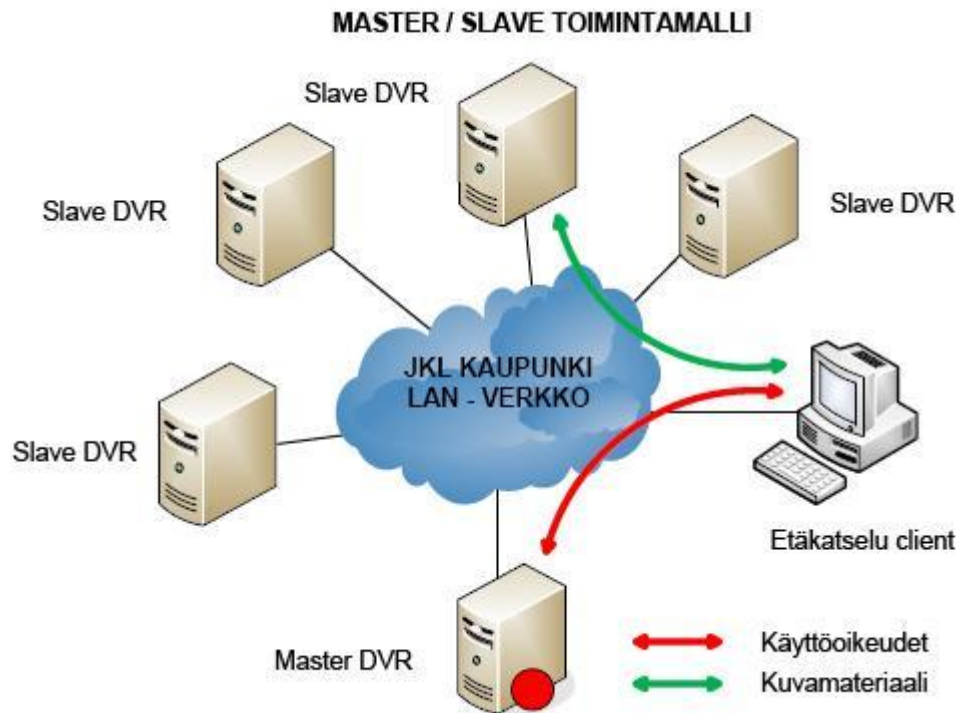 MASTER / SLAVE TOIMINTAMALLI
Slave DVR
Slave DVR
Slave DVR
JKL KAUPUNKI
LAN - VERKKO
Slave DVR
Etäkatselu client
Master DVR
Käyttöoikeudet
Kuvamateriaali